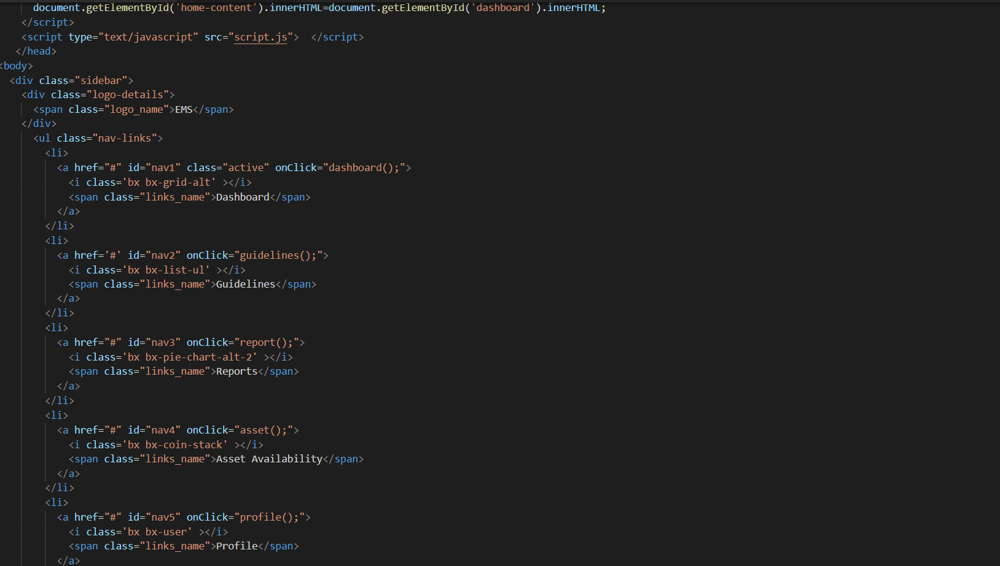 document.getElementById('home-content').innerHTML=document.getElementById('dashboard').innerHTML;
</script>
<script type="text/javascript" src="script.js">  </script>
</head>
<body>
<div class="sidebar">
<div class="logo-details">
<span class="logo_name">EMS</span>
</div>
<ul class="nav-links">
<li>
<a href="#" id="nav1" class="active" onClick="dashboard();">
<i class='bx bx-grid-alt' ></i>
<span class="links_name">Dashboard</span>
</a>
</li>
<li>
<a href='#' id="nav2" onClick="guidelines();">
<i class='bx bx-list-ul' ></i>
<span class="links_name">Guidelines</span>
</a>
</li>
<li>
<a href="#" id="nav3" onClick="report();">
<i class='bx bx-pie-chart-alt-2' ></i>
<span class="links_name">Reports</span>
</a>
</li>
<li>
<a href="#" id="nav4" onClick="asset();">
<i class='bx bx-coin-stack' ></i>
<span class="links_name">Asset Availability</span>
</a>
</li>
<li>
<a href="#" id="nav5" onClick="profile();">
<i class='bx bx-user' ></i>
<span class="links_name">Profile</span>
</a>